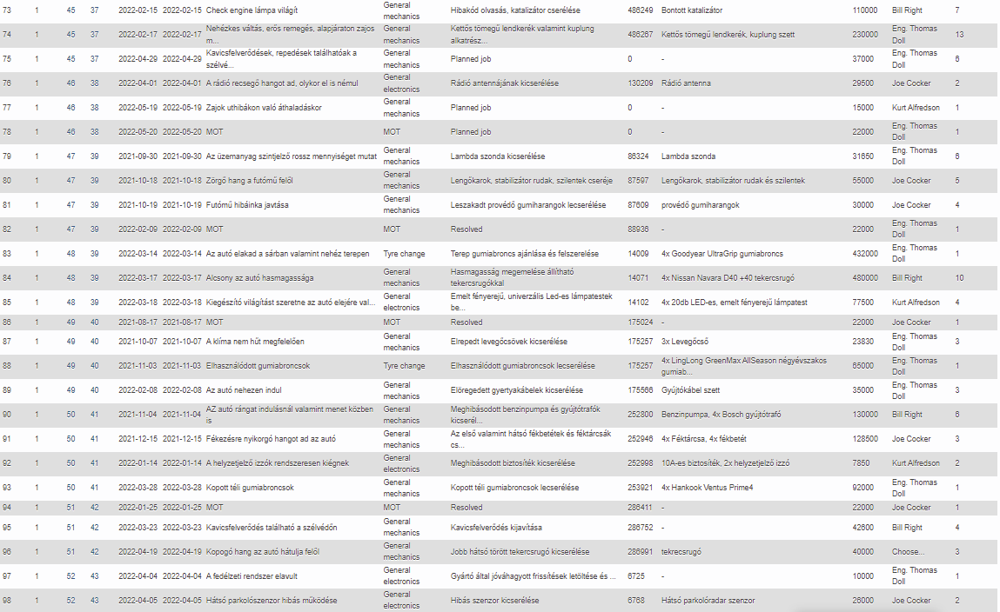 73 1 45 37 2022-02-15 2022-02-15 Check engine lámpa világít General mechanics Hibakód olvasás, katalizátor cserélése 486249 Bontott katalizátor 110000 Bill Right 7
74 1 45 37 2022-02-17 2022-02-17 Nehézkes váltás, erős remegés, alapjáraton zajos m... General mechanics Kettős tömegű lendkerék valamint kuplung alkatrész... 486267 Kettős tömegű lendkerék, kuplung szett 230000 Eng. Thomas Doll 13
75 1 45 37 2022-04-29 2022-04-29 Kavicsfelverődések, repedések találhatóak a szélvé... General mechanics Planned job 0 - 37000 Eng. Thomas Doll 6
76 1 46 38 2022-04-01 2022-04-01 A rádió recsegő hangot ad, olykor el is némul General electronics Rádió antennájának kicserélése 130209 Rádió antenna 29500 Joe Cocker 2
77 1 46 38 2022-05-19 2022-05-19 Zajok uthibákon való áthaladáskor General mechanics Planned job 0 - 15000 Kurt Alfredson 1
78 1 46 38 2022-05-20 2022-05-20 MOT MOT Planned job 0 - 22000 Eng. Thomas Doll 1
79 1 47 39 2021-09-30 2021-09-30 Az üzemanyag szintjelző rossz mennyiséget mutat General mechanics Lambda szonda kicserélése 86324 Lambda szonda 31650 Eng. Thomas Doll 6
80 1 47 39 2021-10-18 2021-10-18 Zörgő hang a futómű felől General mechanics Lengőkarok, stabilizátor rudak, szilentek cseréje 87597 Lengőkarok, stabilizátor rudak és szilentek 55000 Joe Cocker 5
81 1 47 39 2021-10-19 2021-10-19 Futómű hibáinka javtása General mechanics Leszakadt provédő gumiharangok lecserélése 87609 provédő gumiharangok 30000 Joe Cocker 4
82 1 47 39 2022-02-09 2022-02-09 MOT MOT Resolved 88936 - 22000 Eng. Thomas Doll 1
83 1 48 39 2022-03-14 2022-03-14 Az autó elakad a sárban valamint nehéz terepen Tyre change Terep gumiabroncs ajánlása és felszerelése 14009 4x Goodyear UltraGrip gumiabroncs 432000 Eng. Thomas Doll 1
84 1 48 39 2022-03-17 2022-03-17 Alcsony az autó hasmagassága General mechanics Hasmagasság megemelése állítható tekercsrugókkal 14071 4x Nissan Navara D40 +40 tekercsrugó 480000 Bill Right 10
85 1 48 39 2022-03-18 2022-03-18 Kiegészítő világítást szeretne az autó elejére val... General electronics Emelt fényerejű, univerzális Led-es lámpatestek be... 14102 4x 20db LED-es, emelt fényerejű lámpatest 77500 Kurt Alfredson 4
86 1 49 40 2021-08-17 2021-08-17 MOT MOT Resolved 175024 - 22000 Joe Cocker 1
87 1 49 40 2021-10-07 2021-10-07 A klíma nem hűt megfelelően General mechanics Elrepedt levegőcsövek kicserélése 175257 3x Levegőcső 23830 Eng. Thomas Doll 3
88 1 49 40 2021-11-03 2021-11-03 Elhasználódott gumiabroncsok Tyre change Elhasználódott gumiabroncsok lecserélése 175257 4x LingLong GreenMax AllSeason négyévszakos gumiab... 65000 Eng. Thomas Doll 1
89 1 49 40 2022-02-08 2022-02-08 Az autó nehezen indul General mechanics Elöregedett gyertyakábelek kicserélése 175566 Gyújtókábel szett 35000 Eng. Thomas Doll 3
90 1 50 41 2021-11-04 2021-11-04 AZ autó rángat indulásnál valamint menet közben is General mechanics Meghibásodott benzinpumpa és gyújtótrafók kicserél... 252800 Benzinpumpa, 4x Bosch gyújtótrafó 130000 Bill Right 6
91 1 50 41 2021-12-15 2021-12-15 Fékezésre nyikorgó hangot ad az autó General mechanics Az első valamint hátsó fékbetétek és féktárcsák cs... 252946 4x Féktárcsa, 4x fékbetét 128500 Joe Cocker 3
92 1 50 41 2022-01-14 2022-01-14 A helyzetjelző izzók rendszeresen kiégnek General electronics Meghibásodott biztosíték kicserélése 252998 10A-es biztosíték, 2x helyzetjelző izzó 7850 Kurt Alfredson 2
93 1 50 41 2022-03-28 2022-03-28 Kopott téli gumiabroncsok General mechanics Kopott téli gumiabroncsok lecserélése 253921 4x Hankook Ventus Prime4 92000 Eng. Thomas Doll 1
94 1 51 42 2022-01-25 2022-01-25 MOT MOT Resolved 286411 - 22000 Joe Cocker 1
95 1 51 42 2022-03-23 2022-03-23 Kavicsfelverődés található a szélvédőn General mechanics Kavicsfelverődés kijavítása 286752 - 42600 Bill Right 4
96 1 51 42 2022-04-19 2022-04-19 Kopogó hang az autó hátulja felől General mechanics Jobb hátsó törött tekercsrugó kicserélése 286991 tekrecsrugó 40000 Choose... 3
97 1 52 43 2022-04-04 2022-04-04 A fedélzeti rendszer elavult General electronics Gyártó által jóváhagyott frissítések letöltése és ... 6725 - 10000 Eng. Thomas Doll 1
98 1 52 43 2022-04-05 2022-04-05 Hátsó parkolószenzor hibás működése General electronics Hibás szenzor kicserélése 6768 Hátsó parkolóradar szenzor 26000 Joe Cocker 2